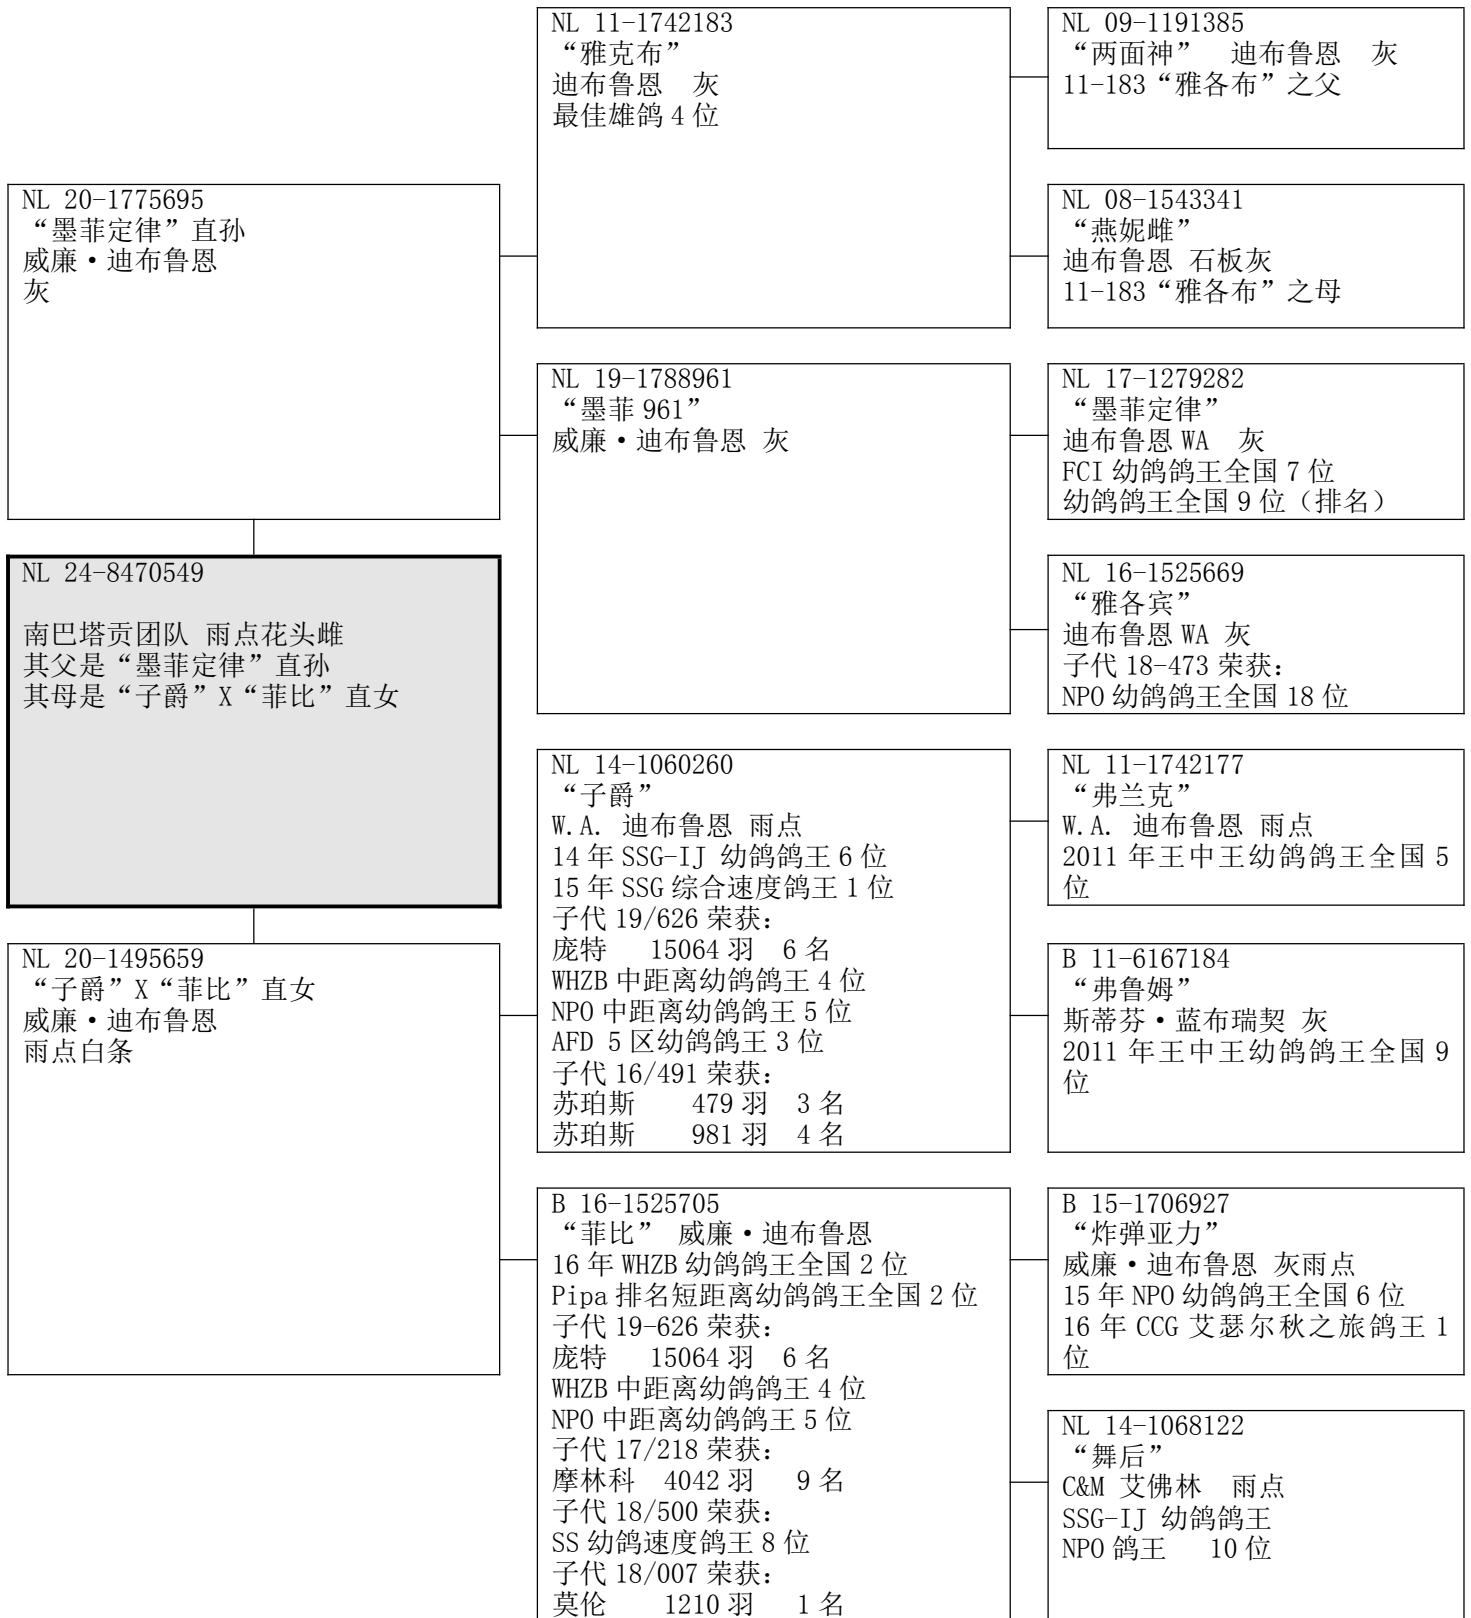 NL 20-1775695
“墨菲定律”直孙
威廉•迪布鲁恩
灰
NL 24-8470549
南巴塔贡团队 雨点花头雌
其父是“墨菲定律”直孙
其母是“子爵”X“菲比”直女
NL 20-1495659
“子爵”X“菲比”直女
威廉•迪布鲁恩
雨点白条
NL 11-1742183
“雅克布”
迪布鲁恩 灰
最佳雄鸽 4 位
NL 19-1788961
“墨菲 961”
威廉•迪布鲁恩 灰
NL 14-1060260
“子爵”
W.A. 迪布鲁恩 雨点
14 年 SSG-IJ 幼鸽鸽王 6 位
15 年 SSG 综合速度鸽王 1 位
子代 19/626 荣获：
庞特 15064 羽 6 名
WHZB 中距离幼鸽鸽王 4 位
NPO 中距离幼鸽鸽王 5 位
AFD 5 区幼鸽鸽王 3 位
子代 16/491 荣获：
苏珀斯 479 羽 3 名
苏珀斯 981 羽 4 名
B 16-1525705
“菲比” 威廉•迪布鲁恩
16 年 WHZB 幼鸽鸽王全国 2 位
Pipa 排名短距离幼鸽鸽王全国 2 位
子代 19-626 荣获：
庞特 15064 羽 6 名
WHZB 中距离幼鸽鸽王 4 位
NPO 中距离幼鸽鸽王 5 位
子代 17/218 荣获：
摩林科 4042 羽 9 名
子代 18/500 荣获：
SS 幼鸽速度鸽王 8 位
子代 18/007 荣获：
莫伦 1210 羽 1 名
NL 09-1191385
“两面神” 迪布鲁恩 灰
11-183“雅各布”之父
NL 08-1543341
“燕妮雌”
迪布鲁恩 石板灰
11-183“雅各布”之母
NL 17-1279282
“墨菲定律”
迪布鲁恩 WA 灰
FCI 幼鸽鸽王全国 7 位
幼鸽鸽王全国 9 位（排名）
NL 16-1525669
“雅各宾”
迪布鲁恩 WA 灰
子代 18-473 荣获：
NPO 幼鸽鸽王全国 18 位
NL 11-1742177
“弗兰克”
W.A. 迪布鲁恩 雨点
2011 年王中王幼鸽鸽王全国 5
位
B 11-6167184
“弗鲁姆”
斯蒂芬•蓝布瑞契 灰
2011 年王中王幼鸽鸽王全国 9
位
B 15-1706927
“炸弹亚力”
威廉•迪布鲁恩 灰雨点
15 年 NPO 幼鸽鸽王全国 6 位
16 年 CCG 艾瑟尔秋之旅鸽王 1
位
NL 14-1068122
“舞后”
C&M 艾佛林 雨点
SSG-IJ 幼鸽鸽王
NPO 鸽王 10 位